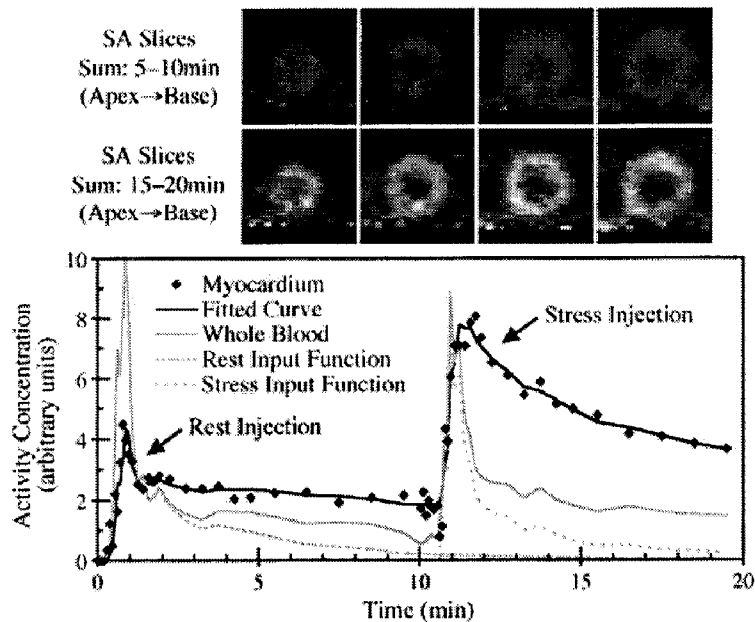 SA Slices
Sum: 5–10min
(Apex→Base)
SA Slices
Sum: 15–20min
(Apex→Base)
Activity Concentration
(arbitrary units)
10
8
6
4
2
0
Myocardium
Fitted Curve
Whole Blood
Rest Input Function
Stress Input Function
Rest Injection
Stress Injection
0
5
10
15
20
Time (min)